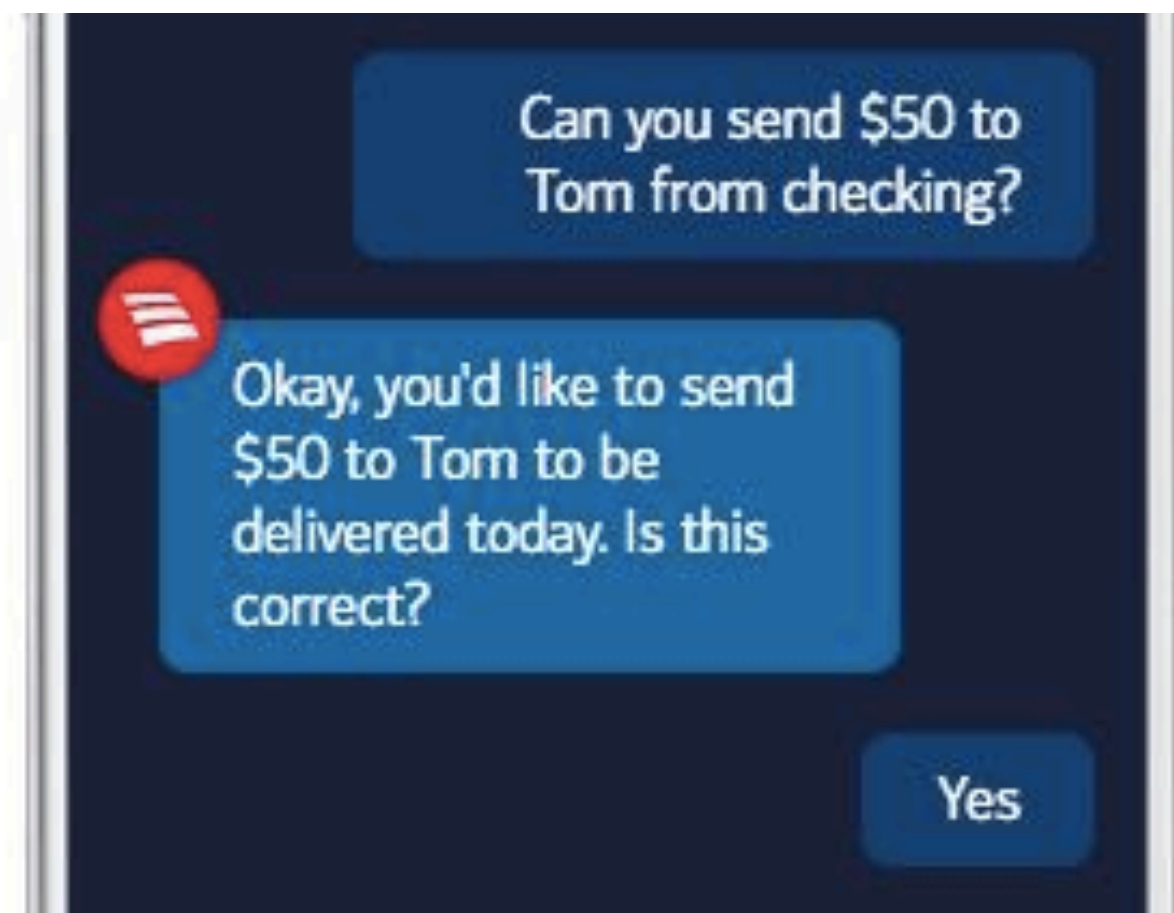 Can you send $50 to
Tom from checking?
Okay, you'd like to send
$50 to Tom to be
delivered today. Is this
correct?
Yes